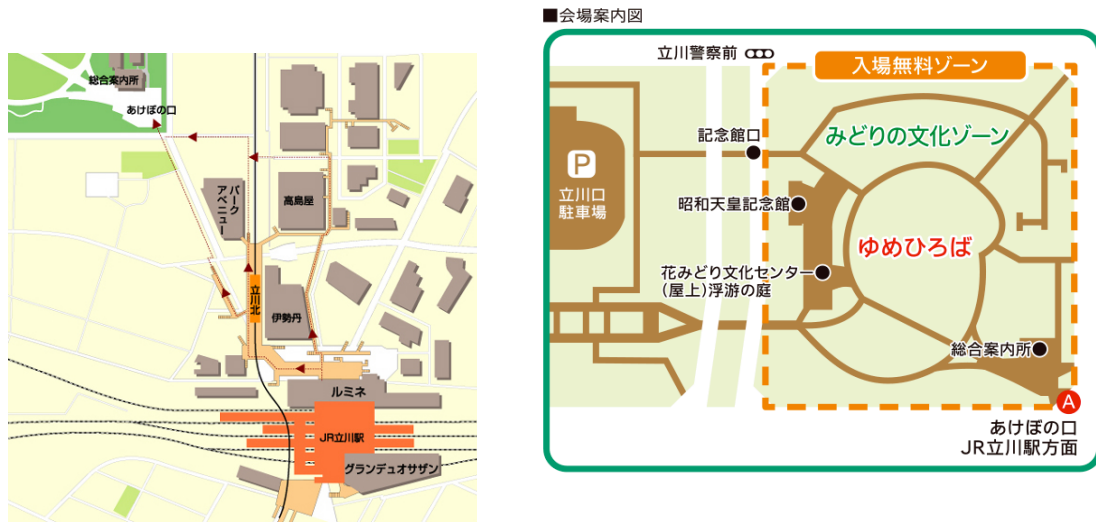 総合案内所
あけぼの口
パーク
アベニュー
高島屋
立川北
伊勢丹
ルミネ
JR立川駅
グランデュオサザン
■会場案内図
立川警察前
入場無料ゾーン
記念館口
みどりの文化ゾーン
P
立川口
駐車場
昭和天皇記念館
ゆめひろば
花みどり文化センター
(屋上)浮游の庭
総合案内所
A
あけぼの口
JR立川駅方面